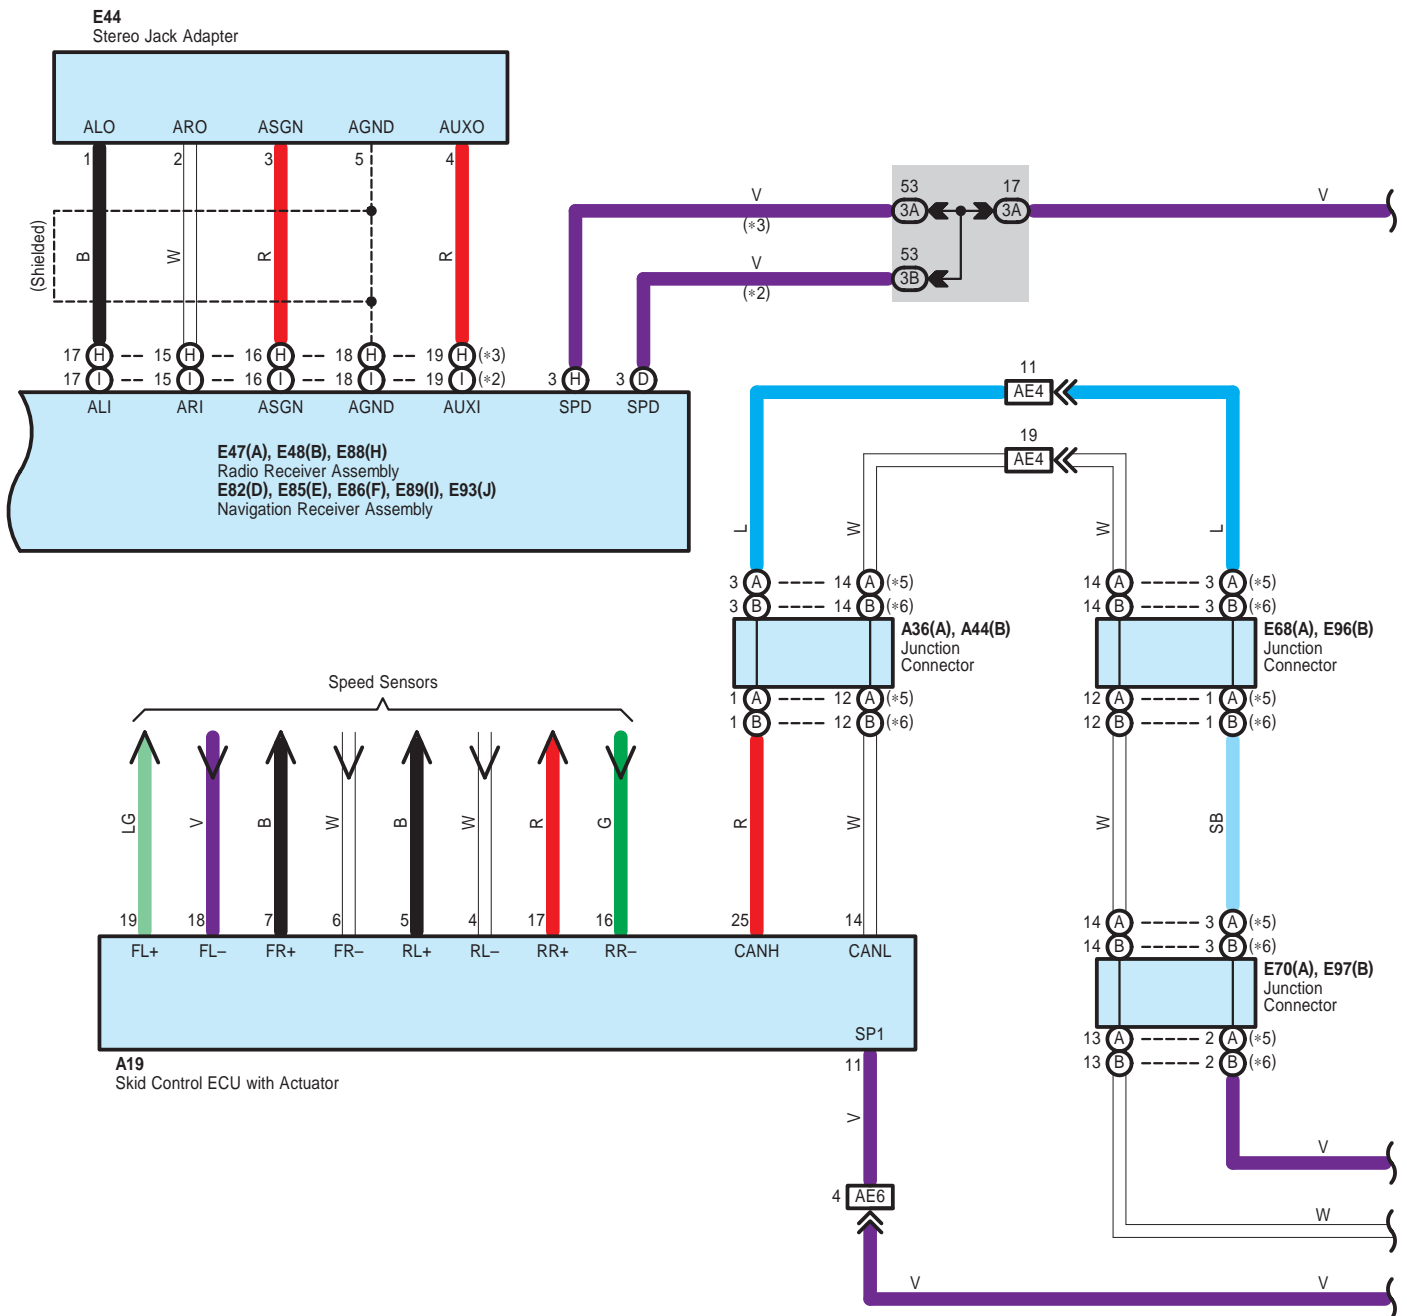 E44
Stereo Jack Adapter
ALO ARO ASGN AGND AUXO
1 2 3 5 4
(Shielded)
B W R R
17 H 15 H 16 H 18 H 19 H (*3)
17 I 15 I 16 I 18 I 19 I (*2)
3 H 3 D
ALI ARI ASGN AGND AUXI SPD SPD
E47(A), E48(B), E88(H)
Radio Receiver Assembly
E82(D), E85(E), E86(F), E89(I), E93(J)
Navigation Receiver Assembly
V
(*3)
53
3A
17
3A
V
V
(*2)
53
3B
11
AE4
19
AE4
L W W L
3 A 14 A (*5)
3 B 14 B (*6)
A36(A), A44(B)
Junction
Connector
1 A 12 A (*5)
1 B 12 B (*6)
14 A 3 A (*5)
14 B 3 B (*6)
E68(A), E96(B)
Junction
Connector
12 A 1 A (*5)
12 B 1 B (*6)
Speed Sensors
LG V B W B W R G R W
W SB
19 18 7 6 5 4 17 16 25 14
FL+ FL– FR+ FR– RL+ RL– RR+ RR– CANH CANL
SP1
A19
Skid Control ECU with Actuator
11
V
4 AE6
14 A 3 A (*5)
14 B 3 B (*6)
E70(A), E97(B)
Junction
Connector
13 A 2 A (*5)
13 B 2 B (*6)
V
W
V V